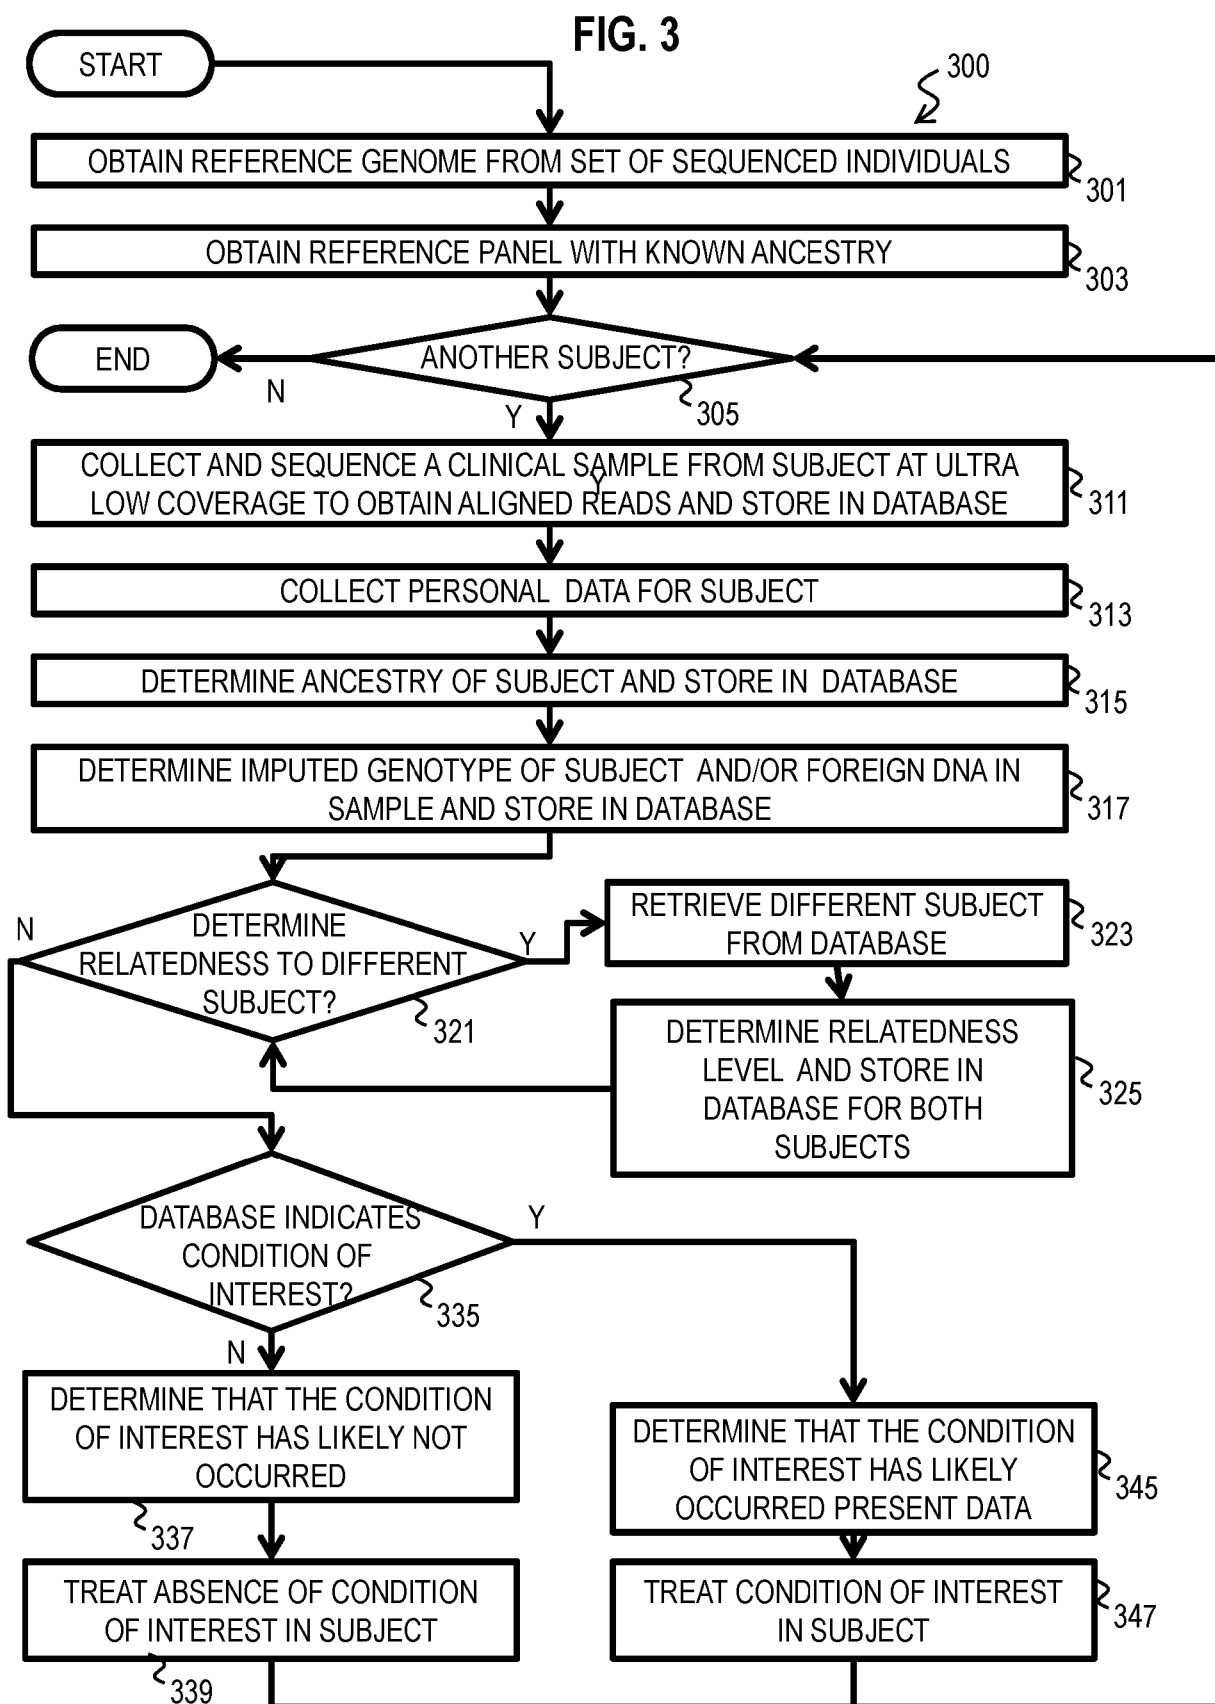 FIG. 3
START
300
OBTAIN REFERENCE GENOME FROM SET OF SEQUENCED INDIVIDUALS
301
OBTAIN REFERENCE PANEL WITH KNOWN ANCESTRY
303
END
ANOTHER SUBJECT?
N
305
Y
COLLECT AND SEQUENCE A CLINICAL SAMPLE FROM SUBJECT AT ULTRA
Y
LOW COVERAGE TO OBTAIN ALIGNED READS AND STORE IN DATABASE
311
COLLECT PERSONAL DATA FOR SUBJECT
313
DETERMINE ANCESTRY OF SUBJECT AND STORE IN DATABASE
315
DETERMINE IMPUTED GENOTYPE OF SUBJECT AND/OR FOREIGN DNA IN
SAMPLE AND STORE IN DATABASE
317
N
DETERMINE
RELATEDNESS TO DIFFERENT
SUBJECT?
Y
321
RETRIEVE DIFFERENT SUBJECT
FROM DATABASE
323
DETERMINE RELATEDNESS
LEVEL AND STORE IN
DATABASE FOR BOTH
SUBJECTS
325
DATABASE INDICATES
CONDITION OF
INTEREST?
Y
335
N
DETERMINE THAT THE CONDITION
OF INTEREST HAS LIKELY NOT
OCCURRED
337
DETERMINE THAT THE CONDITION
OF INTEREST HAS LIKELY
OCCURRED PRESENT DATA
345
TREAT ABSENCE OF CONDITION
OF INTEREST IN SUBJECT
339
TREAT CONDITION OF INTEREST
IN SUBJECT
347